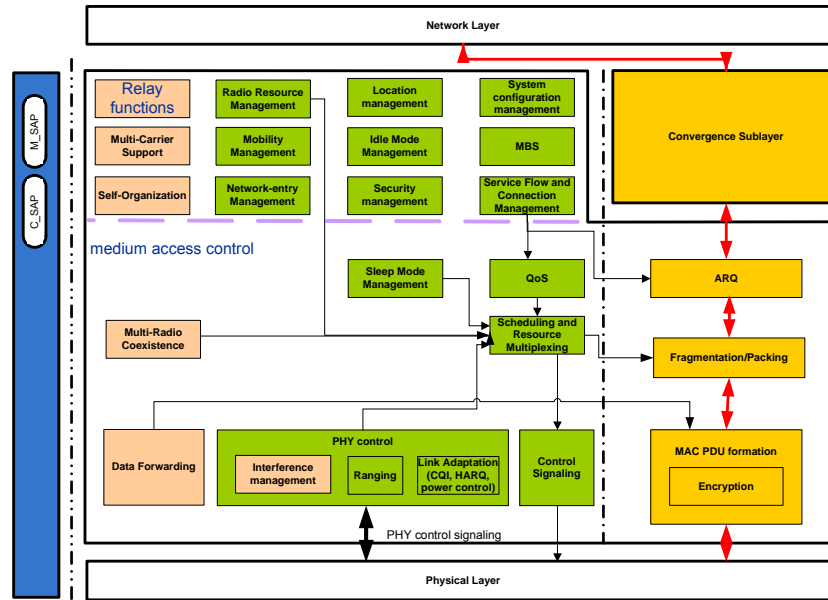 Network Layer
M_SAP
C_SAP
Relay
functions
Radio Resource
Management
Location
management
System
configuration
management
Convergence Sublayer
Multi-Carrier
Support
Mobility
Management
Idle Mode
Management
MBS
Self-Organization
Network-entry
Management
Security
management
Service Flow and
Connection
Management
medium access control
Sleep Mode
Management
QoS
ARQ
Multi-Radio
Coexistence
Scheduling and
Resource
Multiplexing
Fragmentation/Packing
Data Forwarding
PHY control
Interference
management
Ranging
Link Adaptation
(CQI, HARQ,
power control)
Control
Signaling
MAC PDU formation
Encryption
PHY control signaling
Physical Layer